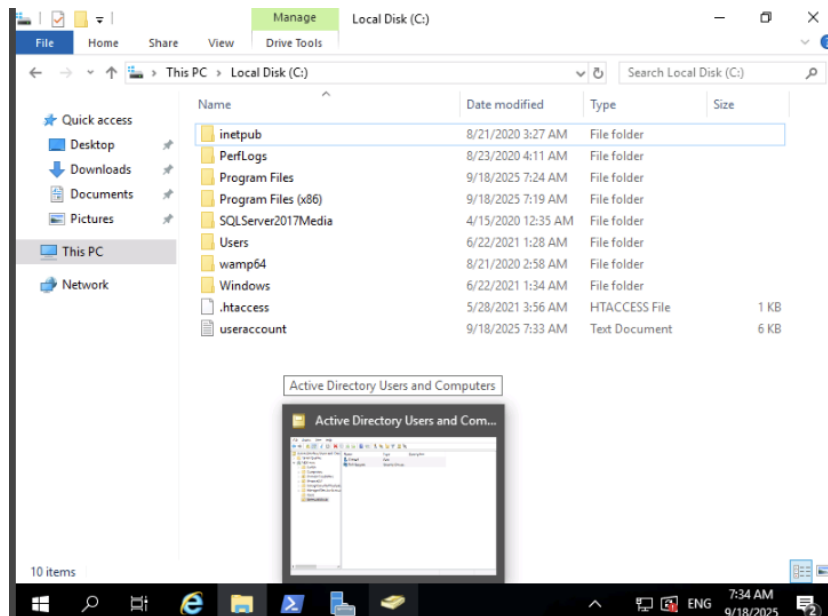 Manage
Local Disk (C:)
File
Home
Share
View
Drive Tools
This PC > Local Disk (C:)
Search Local Disk (C:)
Name
Date modified
Type
Size
Quick access
Desktop
Downloads
Documents
Pictures
This PC
Network
inetpub 8/21/2020 3:27 AM File folder
PerfLogs 8/23/2020 4:11 AM File folder
Program Files 9/18/2025 7:24 AM File folder
Program Files (x86) 9/18/2025 7:19 AM File folder
SQLServer2017Media 4/15/2020 12:35 AM File folder
Users 6/22/2021 1:28 AM File folder
wamp64 8/21/2020 2:58 AM File folder
Windows 6/22/2021 1:34 AM File folder
.htaccess 5/28/2021 3:56 AM HTACCESS File 1 KB
useraccount 9/18/2025 7:33 AM Text Document 6 KB
Active Directory Users and Computers
Active Directory Users and Com...
10 items
ENG
7:34 AM
9/18/2025
2